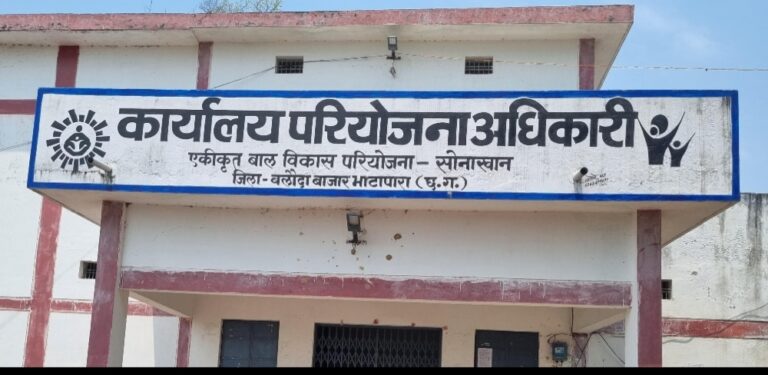 कार्यालय परियोजना अधिकारी
एकीकृत बाल विकास परियोजना - सोनाखान
जिला - बलौदा बाजार भाटापारा (छ.ग.)